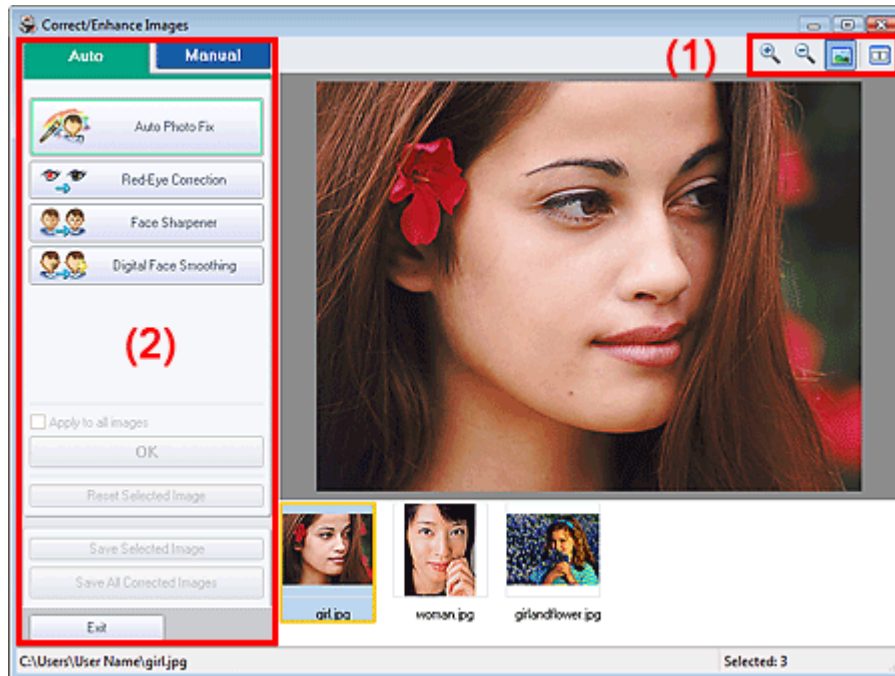 Correct/Enhance Images
Auto
Manual
(1)
Auto Photo Fix
Red-Eye Correction
Face Sharpener
Digital Face Smoothing
(2)
Apply to all images
OK
Reset Selected Image
Save Selected Image
Save All Corrected Images
Exit
girl.jpg
woman.jpg
girlandflower.jpg
C:\Users\User Name\girl.jpg
Selected: 3